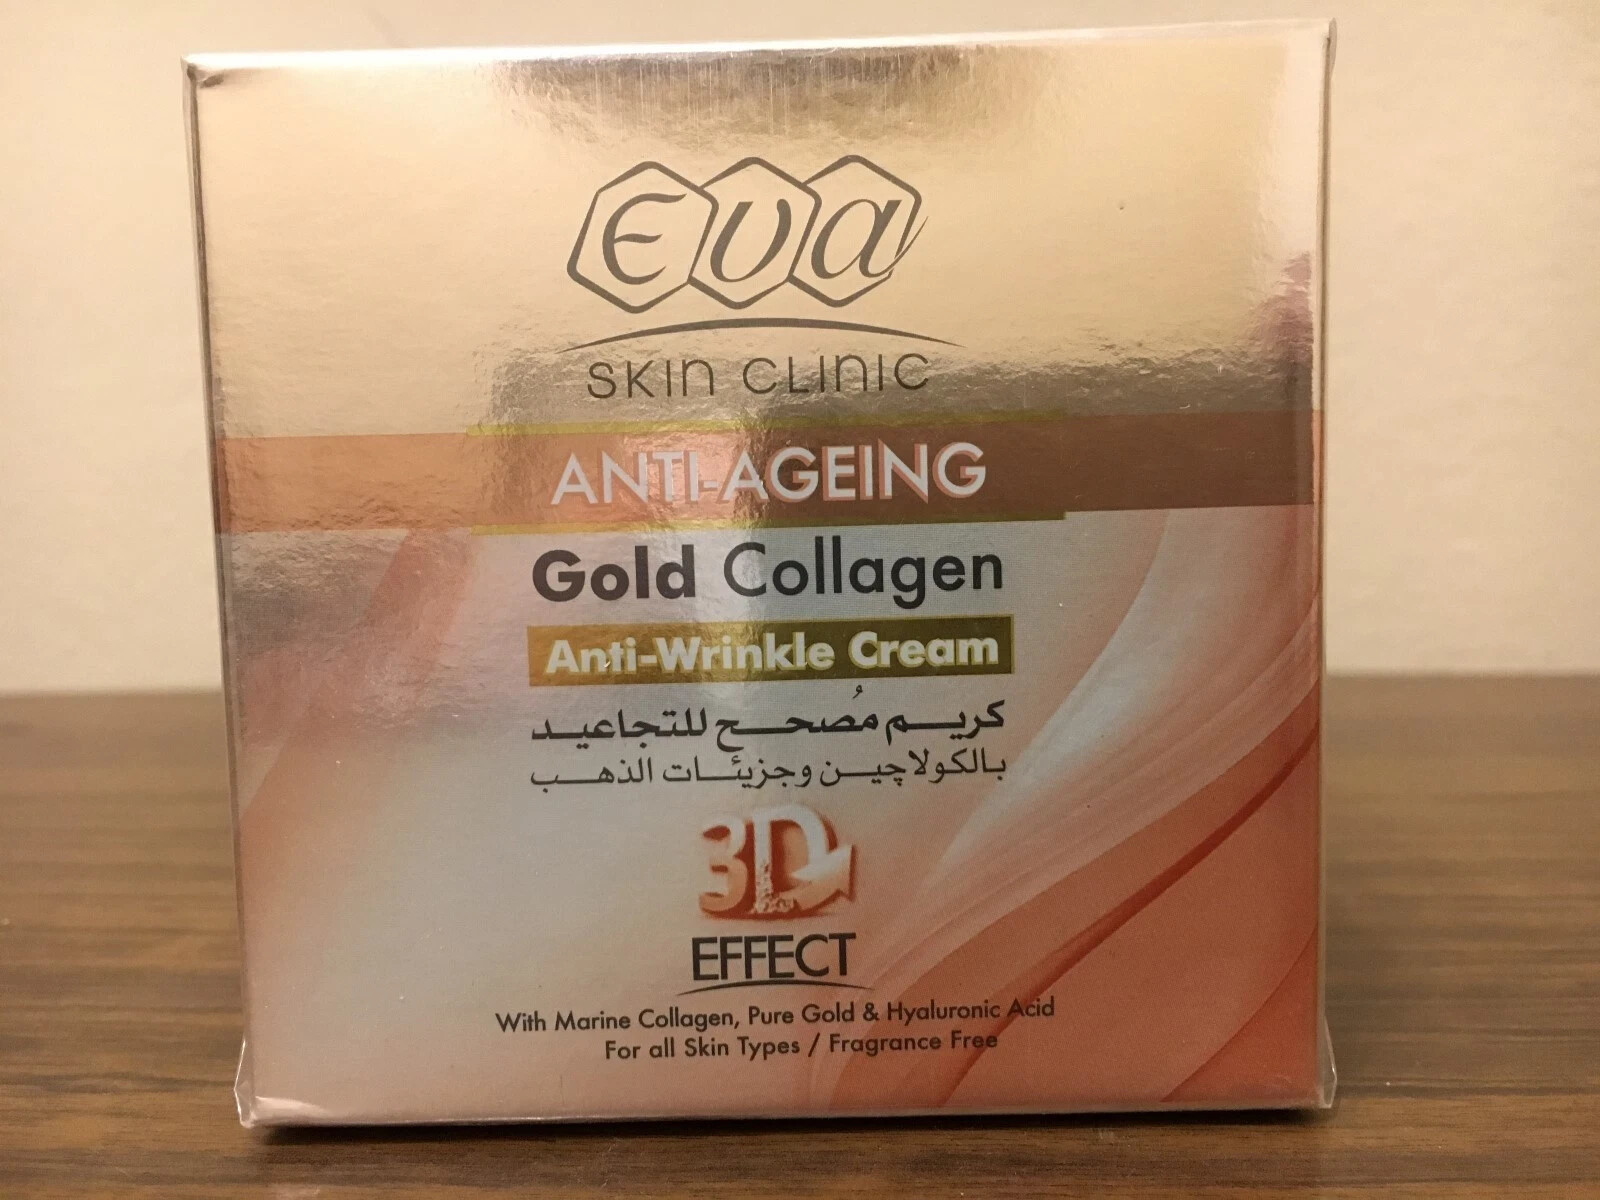 Eva
SKIN CLINIC
ANTI-AGEING
Gold Collagen
Anti-Wrinkle Cream
كريم مُصحح للتجاعيد
بالكولاچين وجزيئات الذهب
3D
EFFECT
With Marine Collagen, Pure Gold & Hyaluronic Acid
For all Skin Types / Fragrance Free